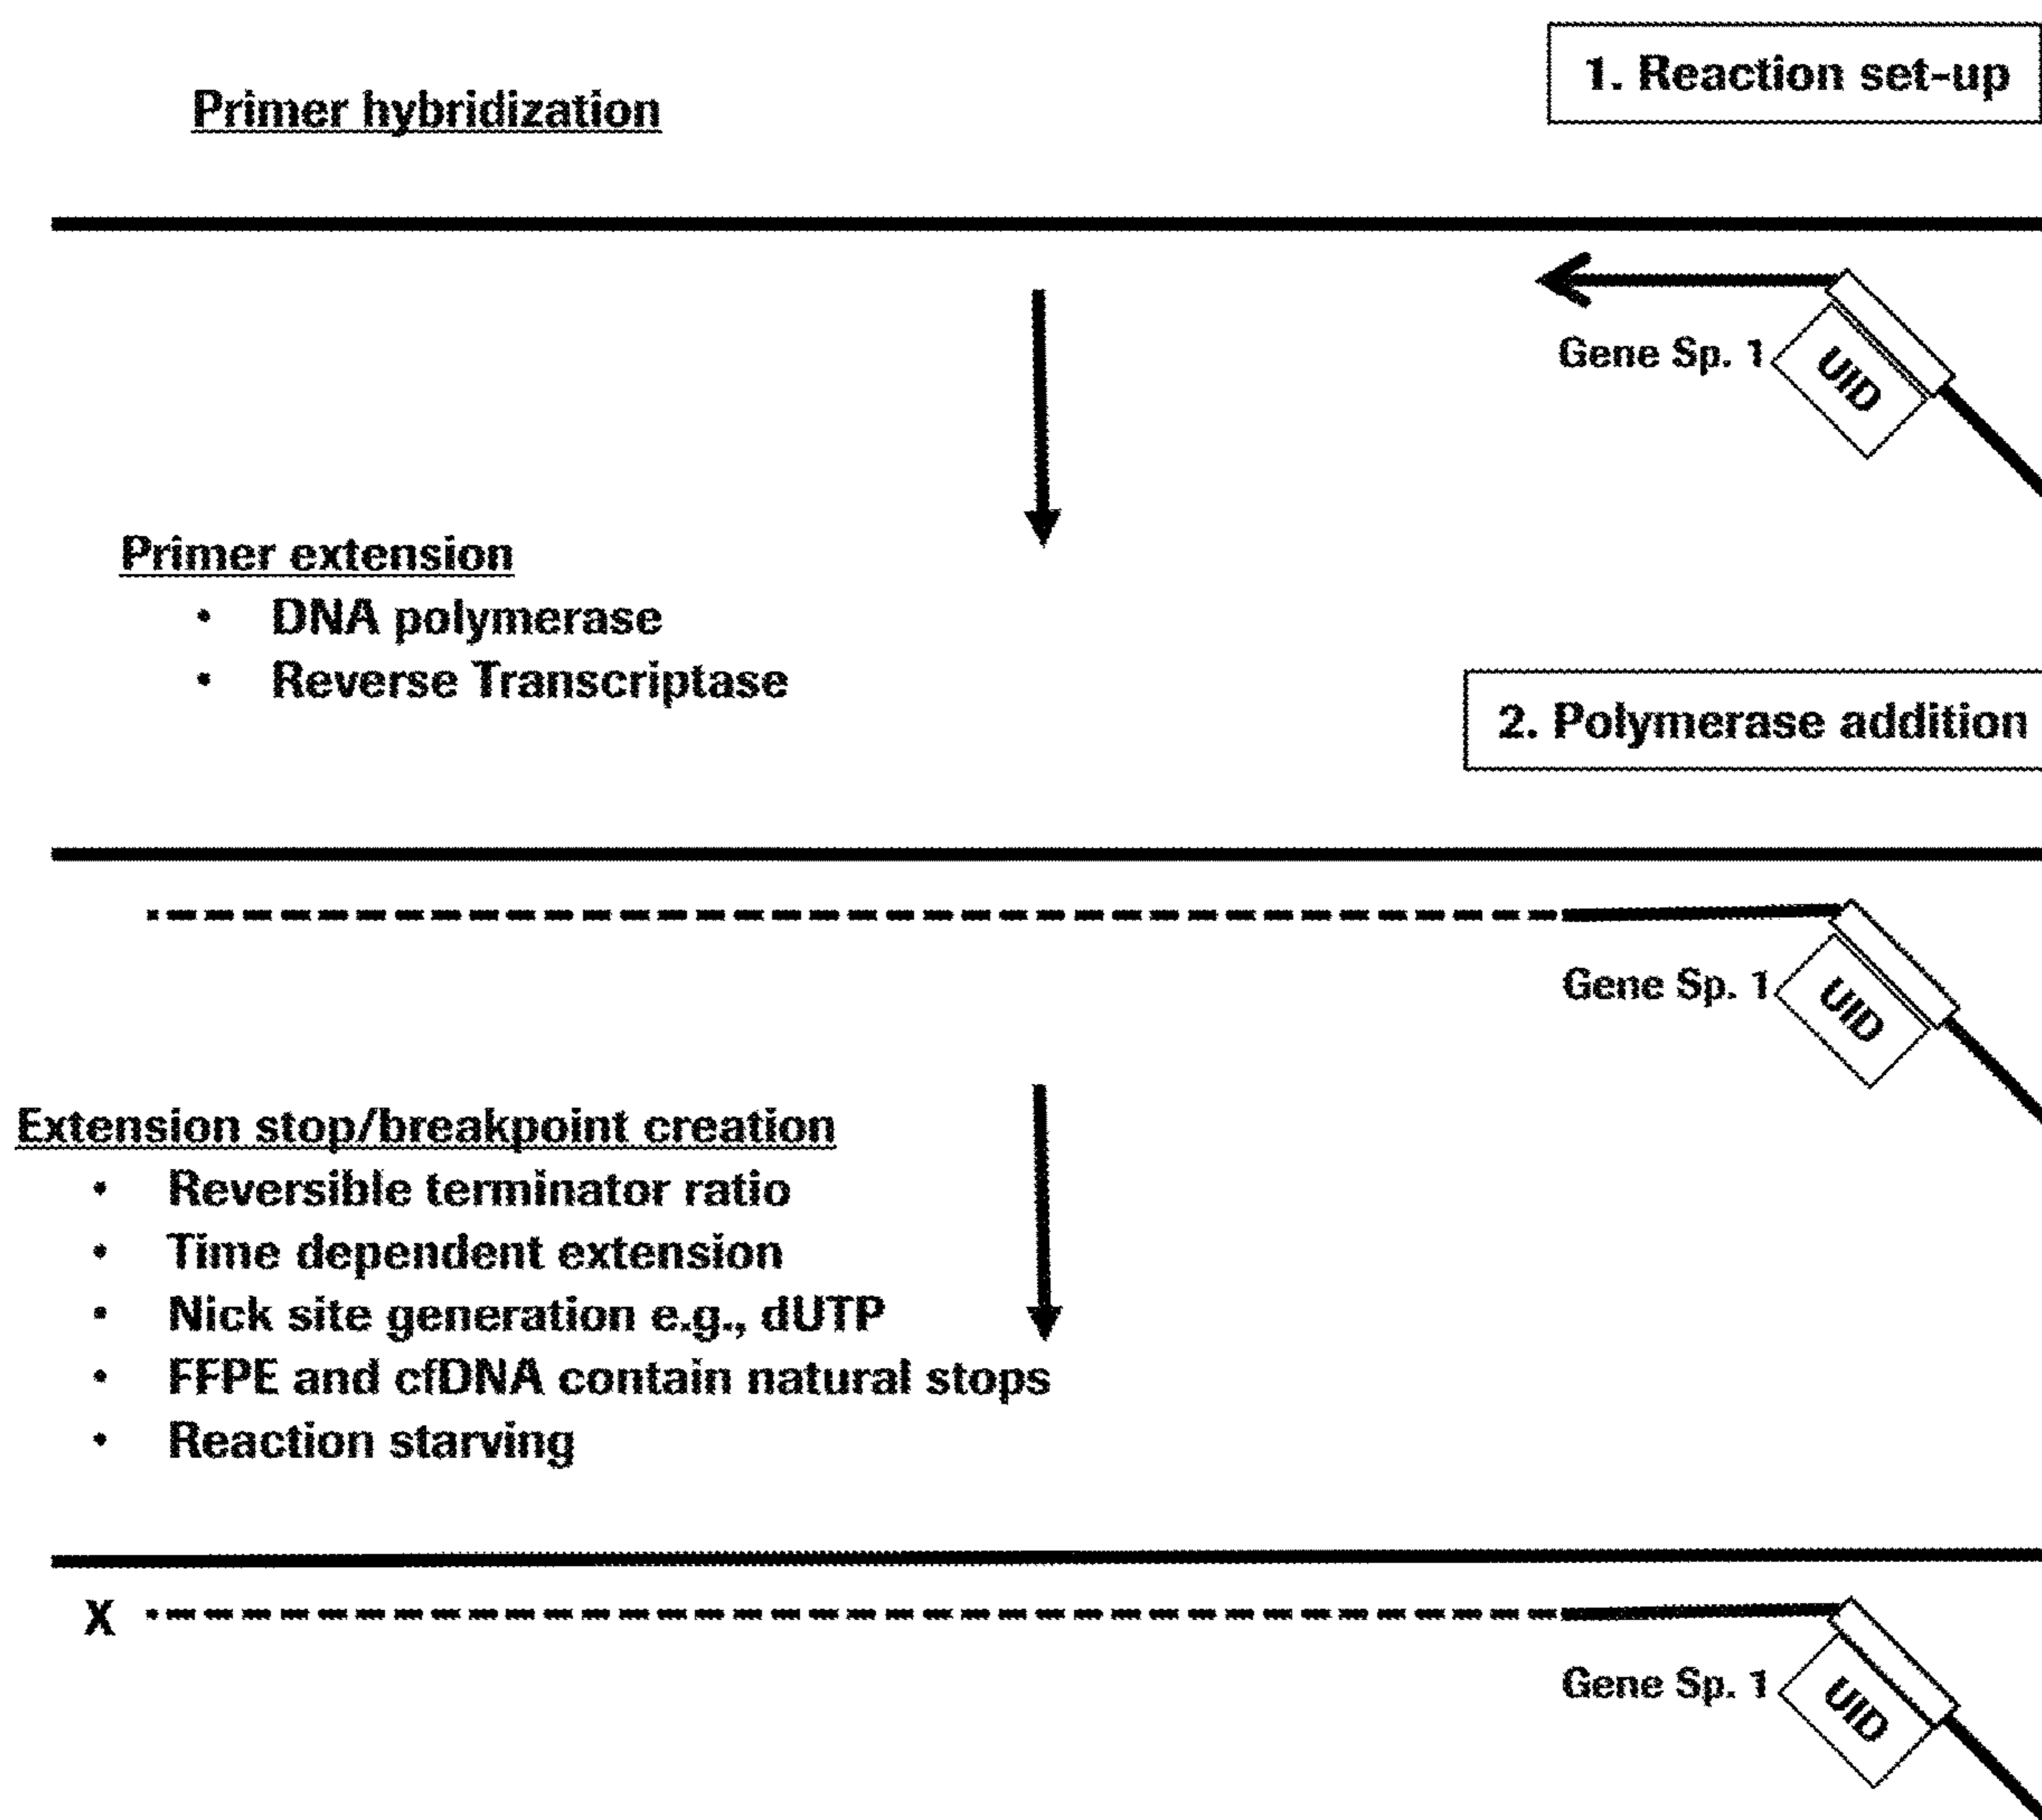 1. Reaction set-up
Primer hybridization
Gene Sp. 1
UID
Primer extension
• DNA polymerase
• Reverse Transcriptase
2. Polymerase addition
Gene Sp. 1
UID
Extension stop/breakpoint creation
• Reversible terminator ratio
• Time dependent extension
• Nick site generation e.g., dUTP
• FFPE and cfDNA contain natural stops
• Reaction starving
X
Gene Sp. 1
UID